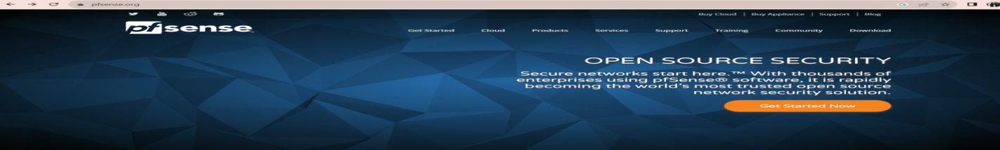 pfsense.org
Buy Cloud | Buy Appliance | Support | Blog
pfsense
Get Started Cloud Products Services Support Training Community Download
OPEN SOURCE SECURITY
Secure networks start here.™ With thousands of
enterprises using pfSense® software, it is rapidly
becoming the world's most trusted open source
network security solution.
Get Started Now